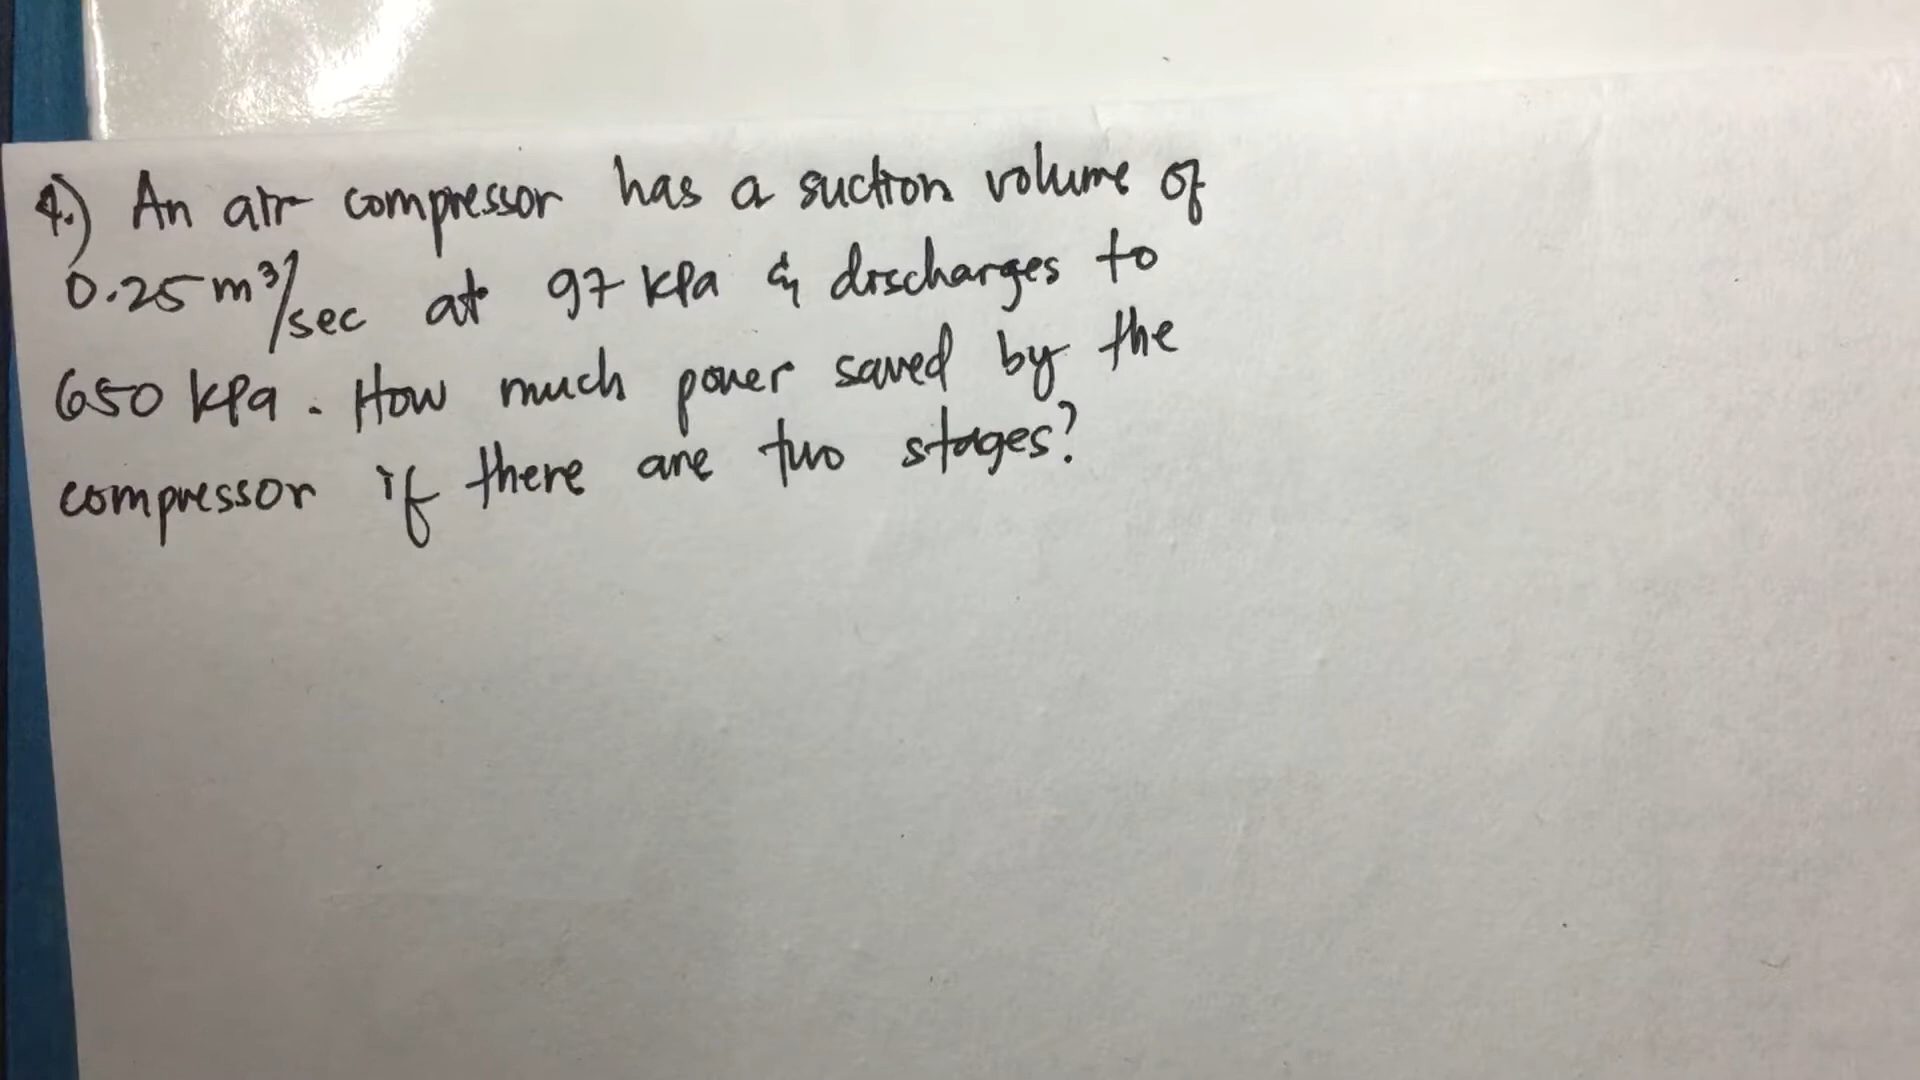 4.) An air compressor has a suction volume of
0.25 m³/sec at 97 kPa & discharges to
650 kPa. How much power saved by the
compressor if there are two stages?